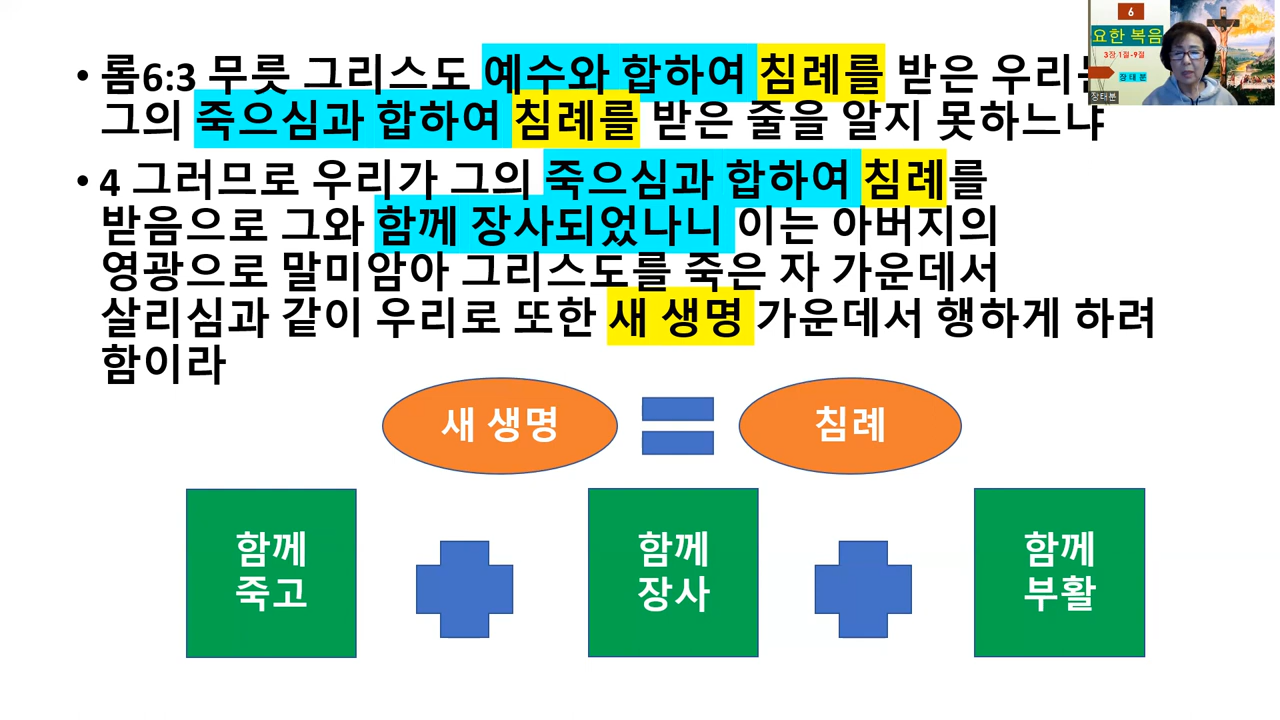 • 롬6:3 무릇 그리스도 예수와 합하여 침례를 받은 우리는
그의 죽으심과 합하여 침례를 받은 줄을 알지 못하느냐
• 4 그러므로 우리가 그의 죽으심과 합하여 침례를
받음으로 그와 함께 장사되었나니 이는 아버지의
영광으로 말미암아 그리스도를 죽은 자 가운데서
살리심과 같이 우리로 또한 새 생명 가운데서 행하게 하려
함이라
새 생명
침례
함께
죽고
함께
장사
함께
부활
6
요한 복음
3장.1절-9절
장 태 분
장태분